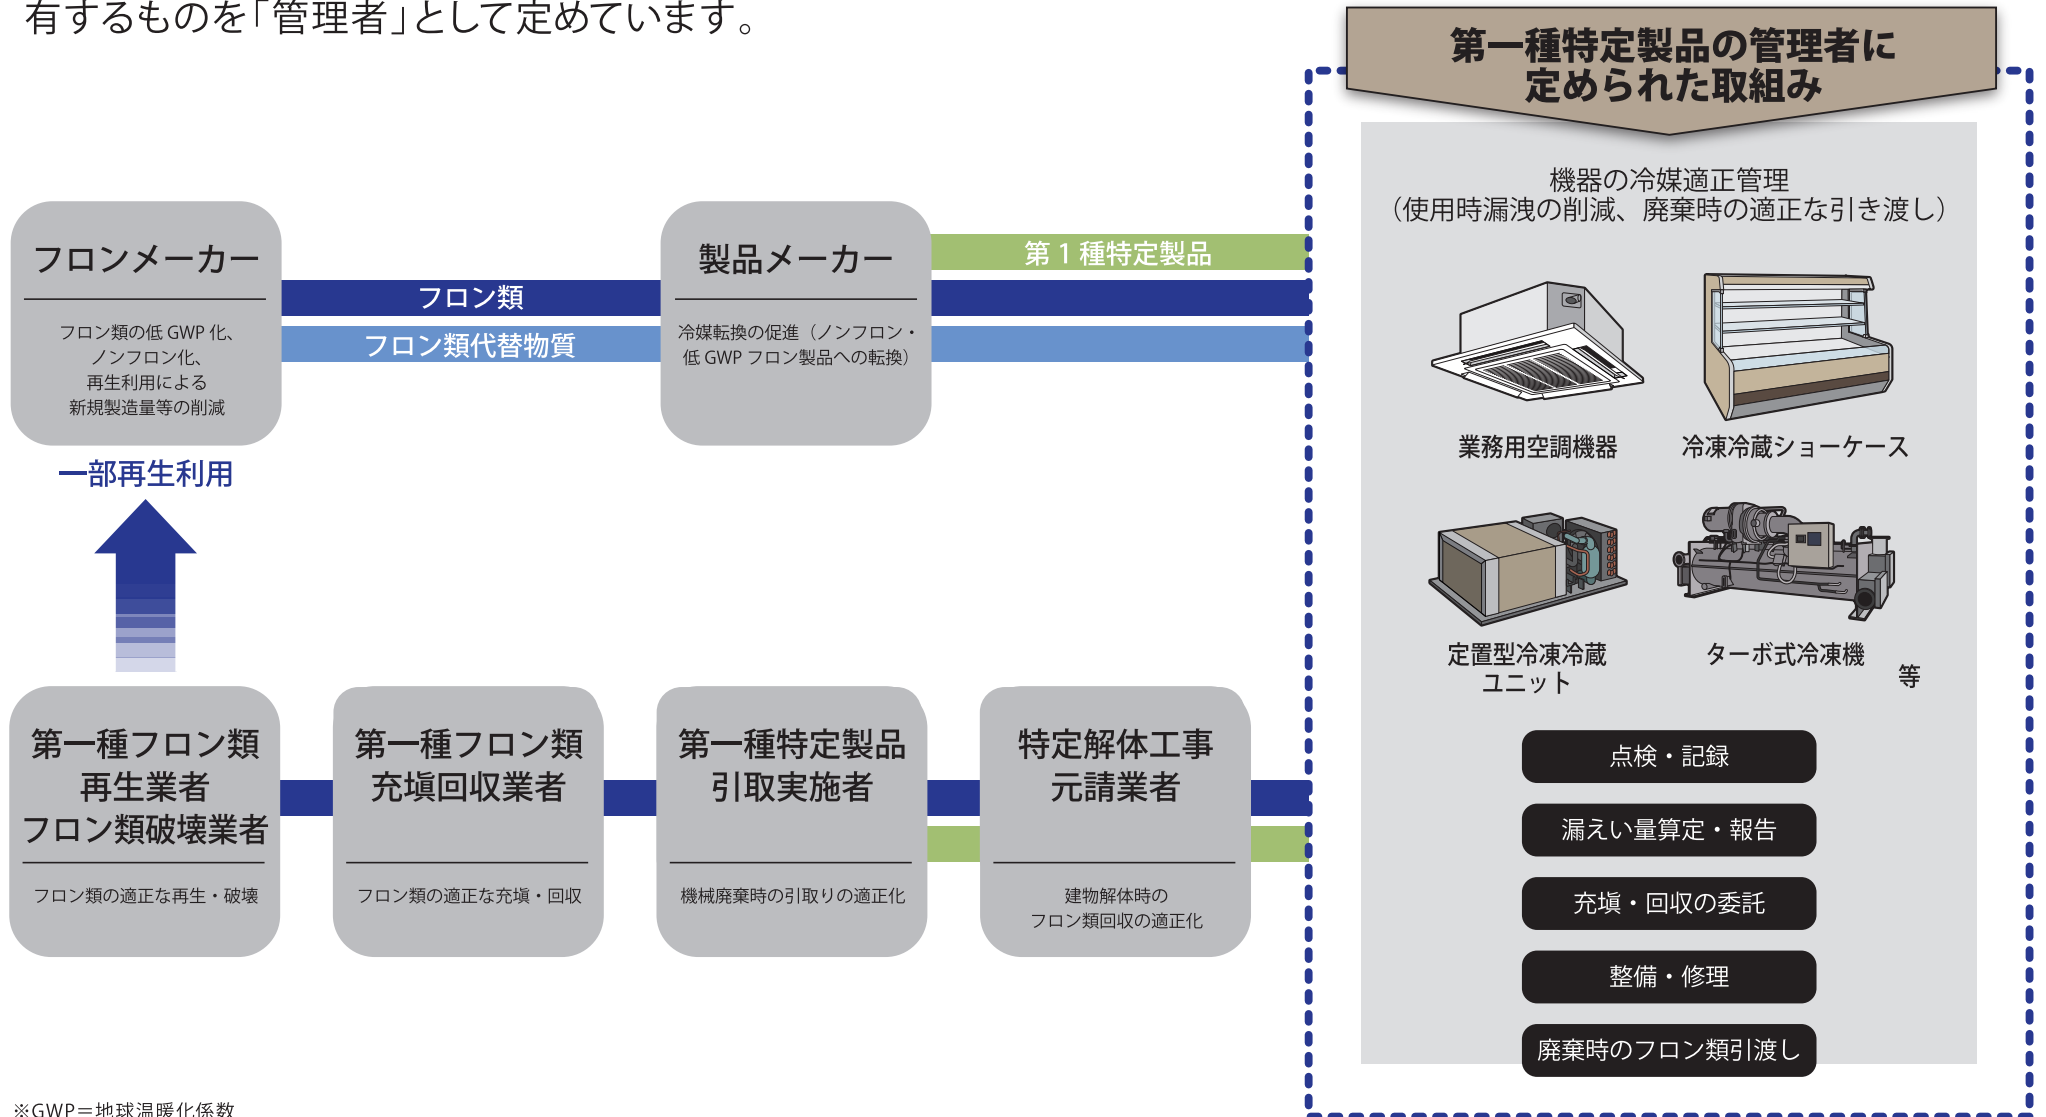 有するものを「管理者」として定めています。
第一種特定製品の管理者に
定められた取組み
機器の冷媒適正管理
（使用時漏洩の削減、廃棄時の適正な引き渡し）
フロンメーカー
フロン類の低 GWP 化、
ノンフロン化、
再生利用による
新規製造量等の削減
フロン類
フロン類代替物質
製品メーカー
冷媒転換の促進（ノンフロン・
低 GWP フロン製品への転換）
第 1 種特定製品
業務用空調機器
冷凍冷蔵ショーケース
定置型冷凍冷蔵
ユニット
ターボ式冷凍機
等
一部再生利用
第一種フロン類
再生業者
フロン類破壊業者
フロン類の適正な再生・破壊
第一種フロン類
充塡回収業者
フロン類の適正な充塡・回収
第一種特定製品
引取実施者
機械廃棄時の引取りの適正化
特定解体工事
元請業者
建物解体時の
フロン類回収の適正化
点検・記録
漏えい量算定・報告
充塡・回収の委託
整備・修理
廃棄時のフロン類引渡し
※GWP＝地球温暖化係数